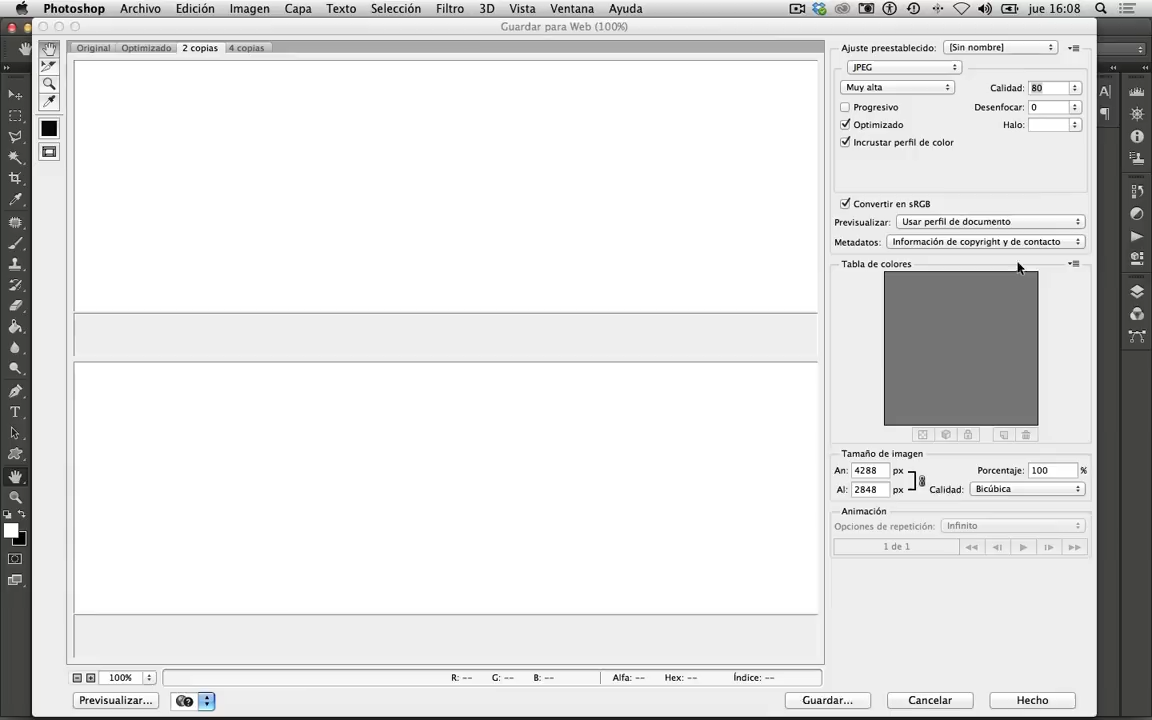 Photoshop Archivo Edición Imagen Capa Texto Selección Filtro 3D Vista Ventana Ayuda jue 16:08
Guardar para Web (100%)
Original Optimizado 2 copias 4 copias
Ajuste preestablecido: [Sin nombre]
JPEG
Muy alta Calidad: 80
Progresivo Desenfocar: 0
Optimizado Halo:
Incrustar perfil de color
Convertir en sRGB
Previsualizar: Usar perfil de documento
Metadatos: Información de copyright y de contacto
Tabla de colores
Tamaño de imagen
An: 4288 px Porcentaje: 100 %
Al: 2848 px Calidad: Bicúbica
Animación
Opciones de repetición: Infinito
1 de 1
100% R: -- G: -- B: -- Alfa: -- Hex: -- Índice: --
Previsualizar... Guardar... Cancelar Hecho